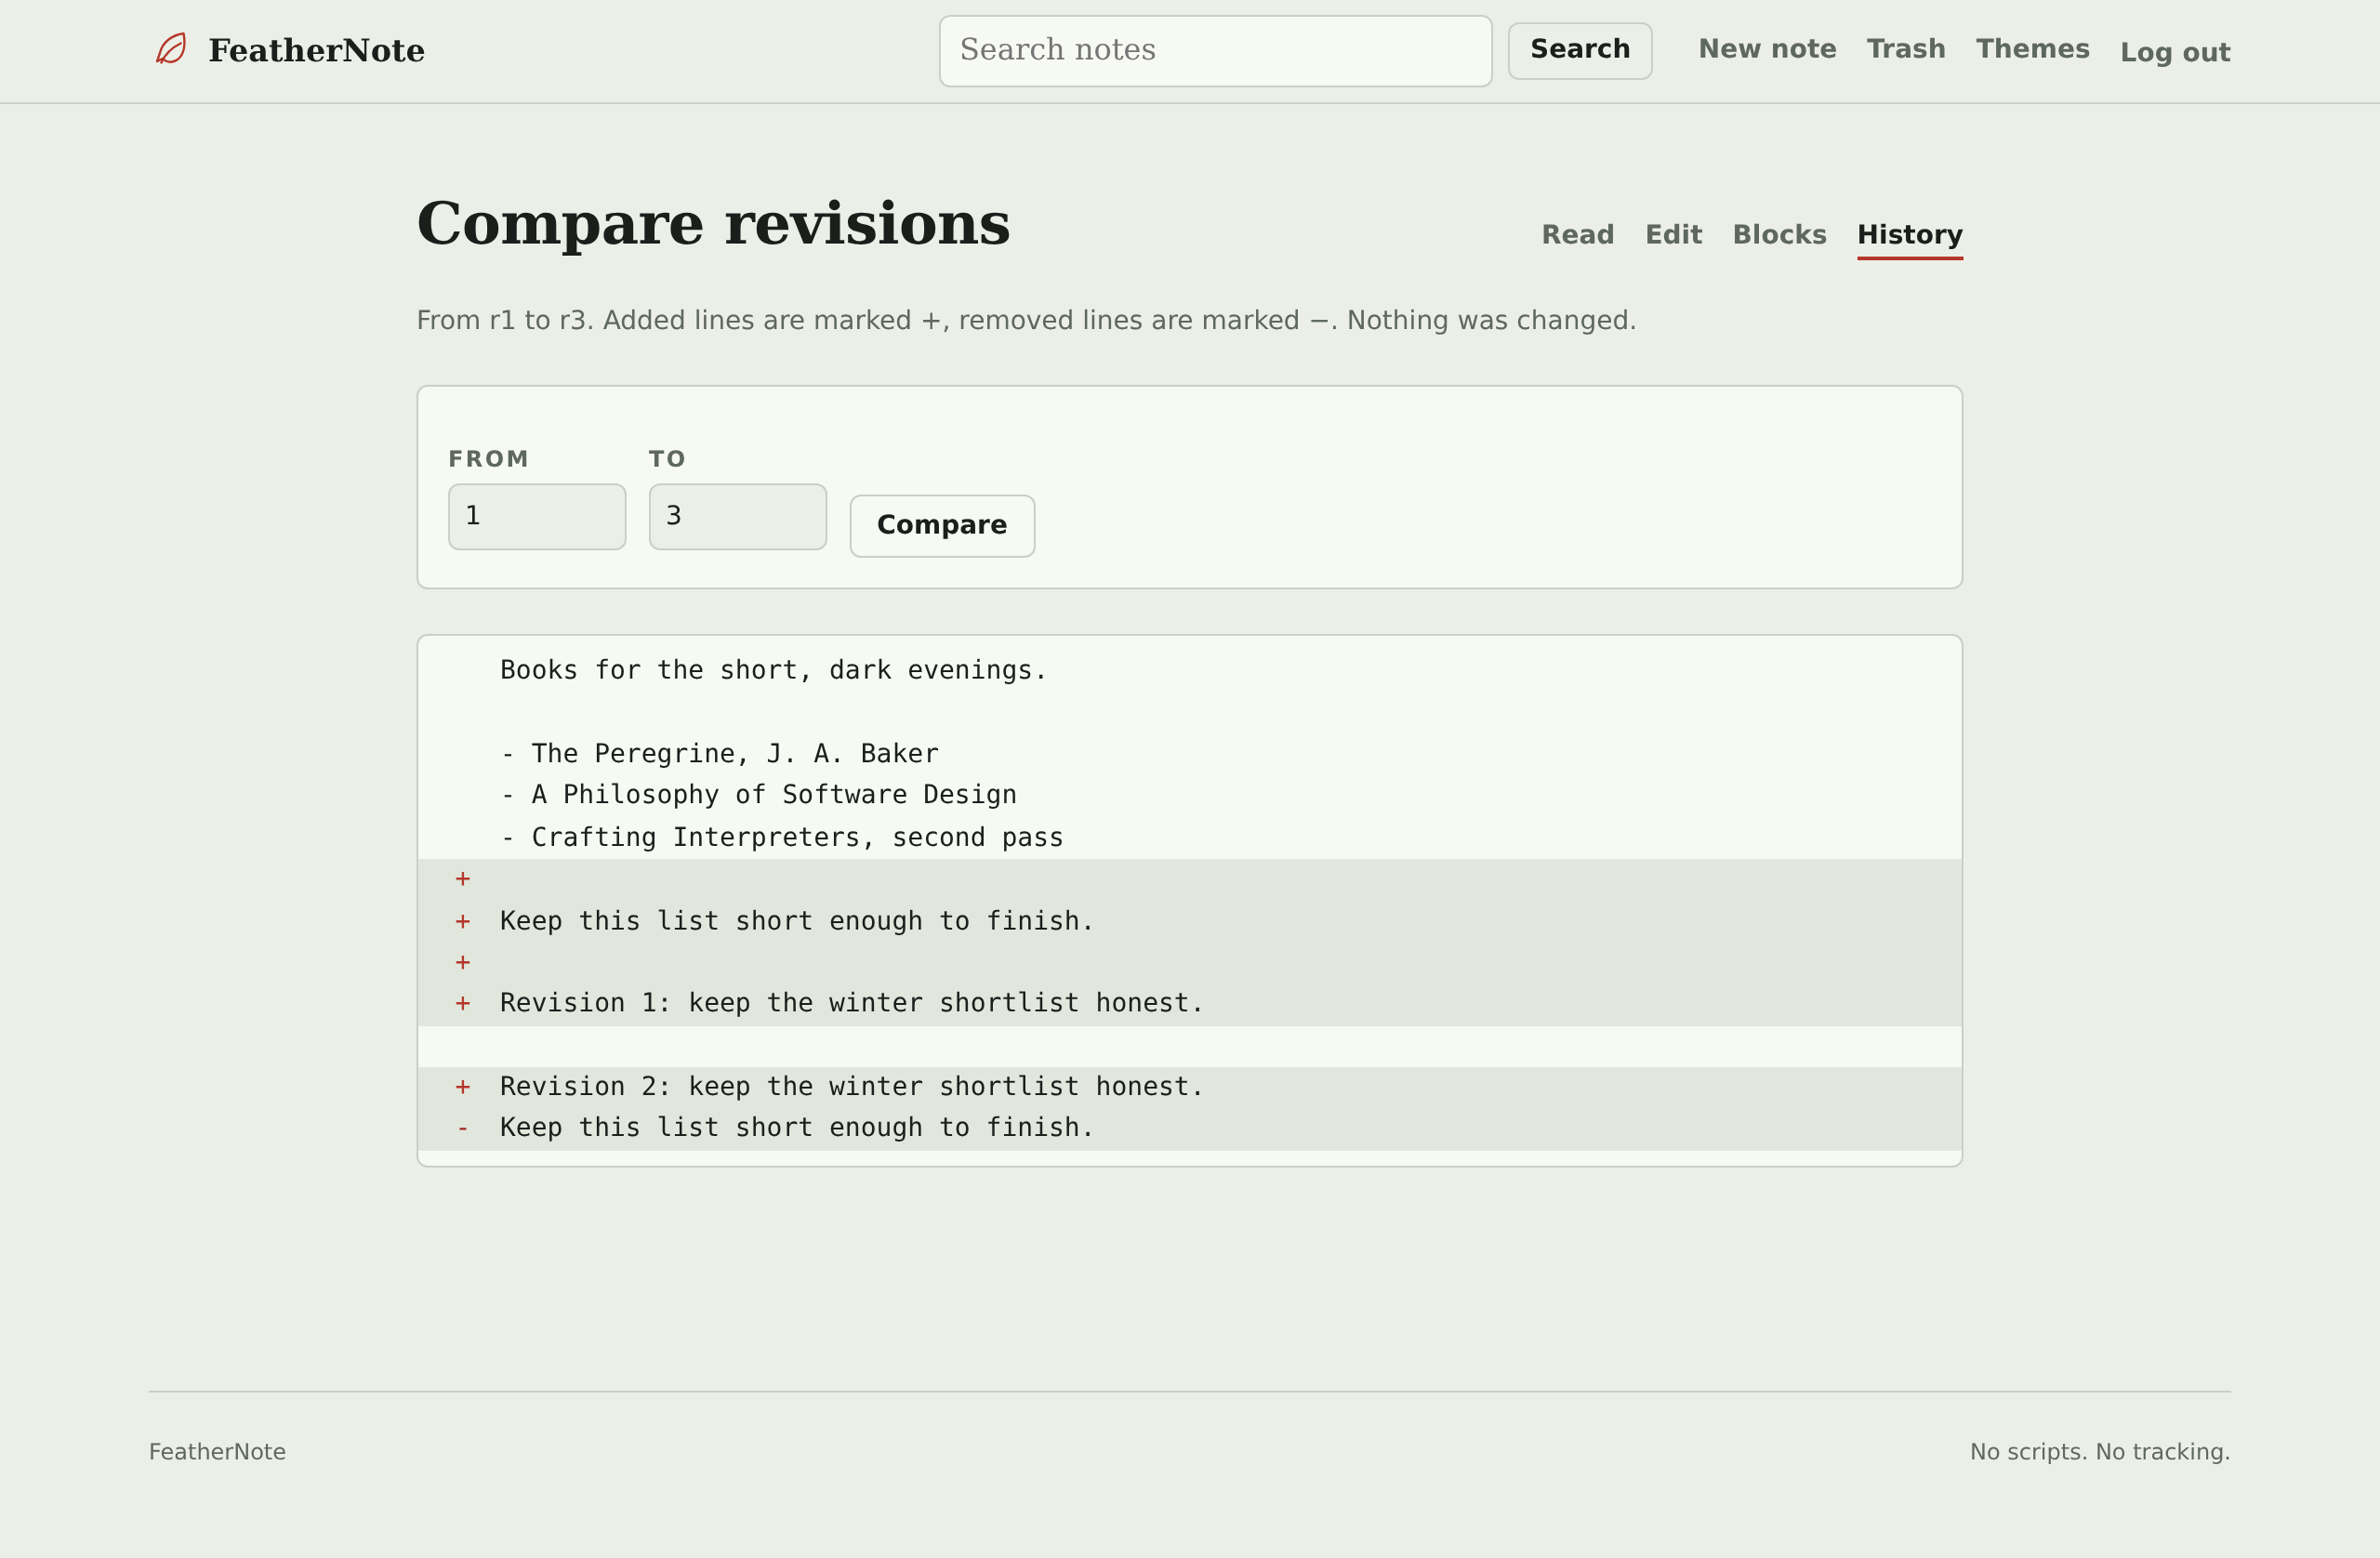 FeatherNote
Search notes
Search
New note
Trash
Themes
Log out
Compare revisions
Read
Edit
Blocks
History
From r1 to r3. Added lines are marked +, removed lines are marked −. Nothing was changed.
FROM
TO
1
3
Compare
Books for the short, dark evenings.
- The Peregrine, J. A. Baker
- A Philosophy of Software Design
- Crafting Interpreters, second pass
+
+ Keep this list short enough to finish.
+
+ Revision 1: keep the winter shortlist honest.
+ Revision 2: keep the winter shortlist honest.
- Keep this list short enough to finish.
FeatherNote
No scripts. No tracking.